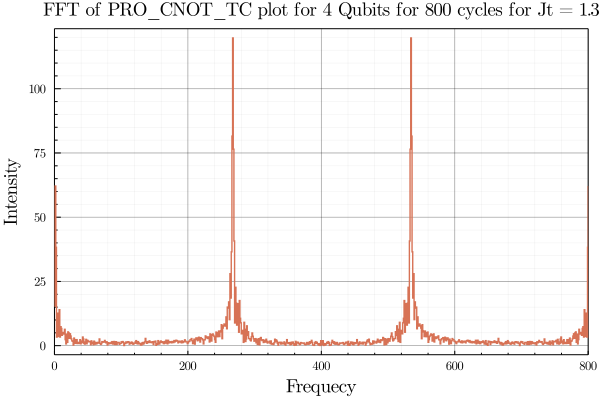 FFT of PRO_CNOT_TC plot for 4 Qubits for 800 cycles for Jt = 1.3
Intensity
100
75
50
25
0
0 200 400 600 800
Frequecy